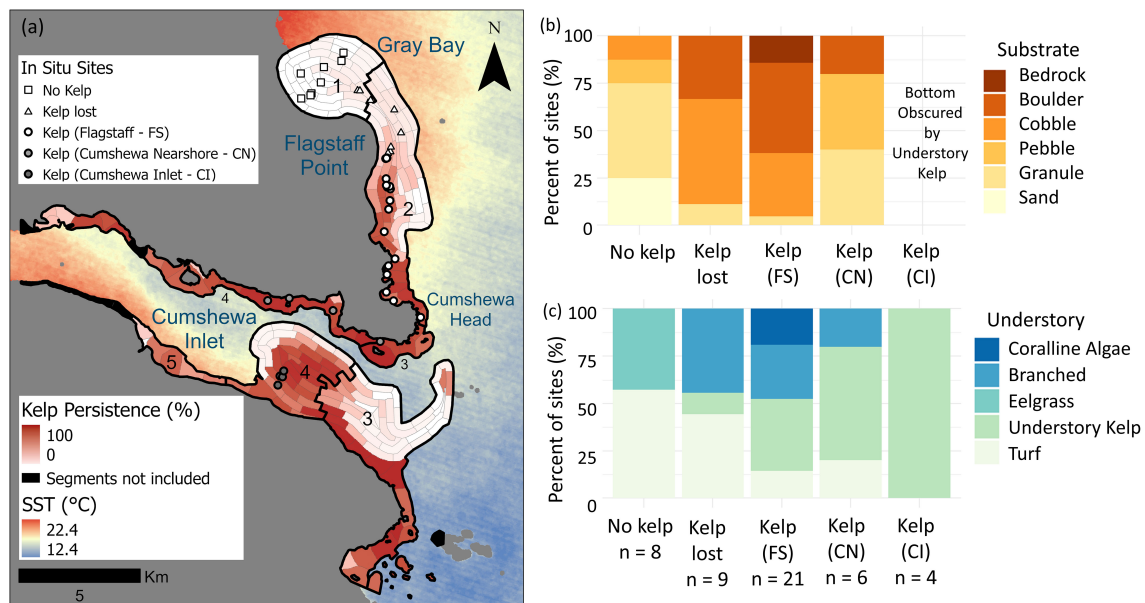 (a)
N
Gray Bay
In Situ Sites
No Kelp
Kelp lost
Kelp (Flagstaff - FS)
Kelp (Cumshewa Nearshore - CN)
Kelp (Cumshewa Inlet - CI)
1
Flagstaff
Point
2
4
Cumshewa
Inlet
Cumshewa
Head
3
5
4
3
Kelp Persistence (%)
100
0
Segments not included
SST (°C)
22.4
12.4
Km
5
(b)
Percent of sites (%)
100
75
50
25
0
Bottom
Obscured
by
Understory
Kelp
No kelp
Kelp
lost
Kelp
(FS)
Kelp
(CN)
Kelp
(CI)
Substrate
Bedrock
Boulder
Cobble
Pebble
Granule
Sand
(c)
Percent of sites (%)
100
75
50
25
0
No kelp
n = 8
Kelp
lost
n = 9
Kelp
(FS)
n = 21
Kelp
(CN)
n = 6
Kelp
(CI)
n = 4
Understory
Coralline Algae
Branched
Eelgrass
Understory Kelp
Turf